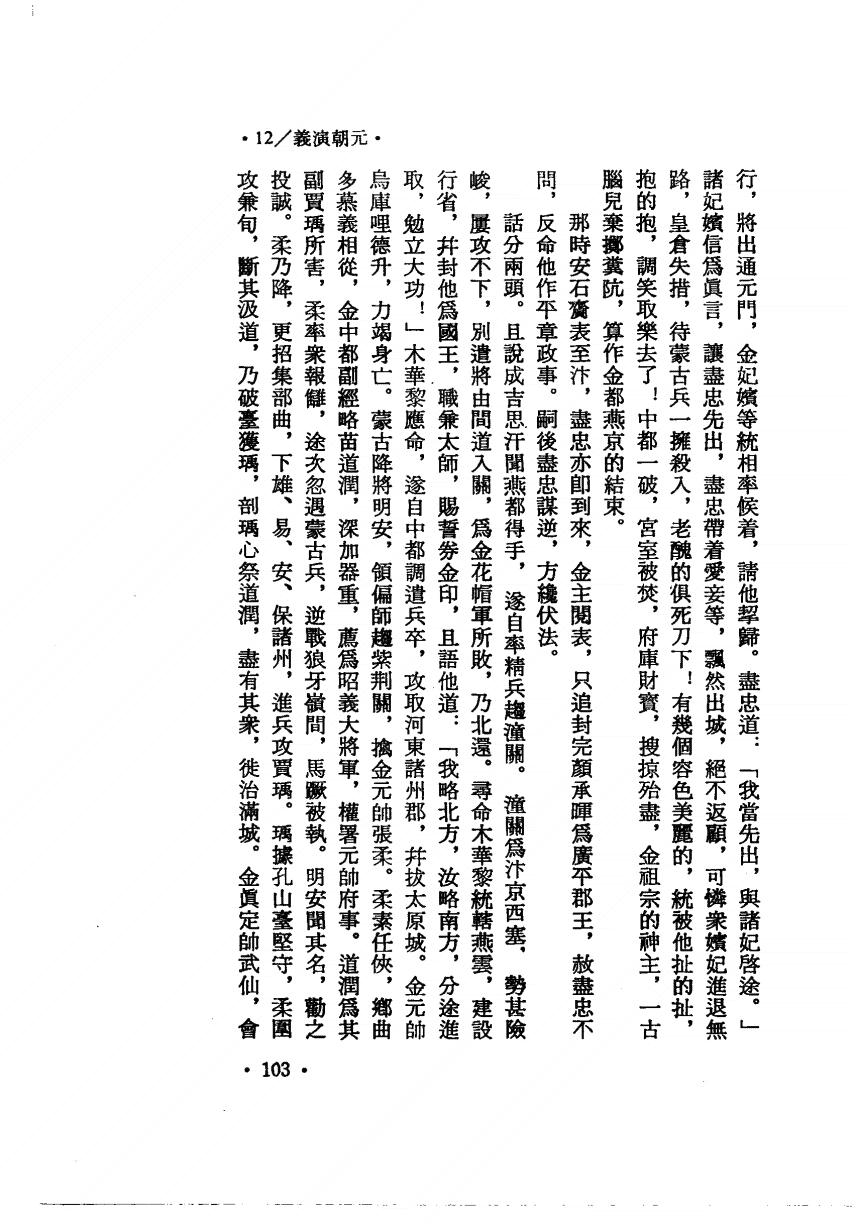 •12／義演朝元•
行，將出通元門，金妃嬪等統相率候着，請他挈歸。盡忠道：「我當先出，與諸妃啓途。」
諸妃嬪信爲眞言，讓盡忠先出，盡忠帶着愛妾等，飄然出城，絕不返顧，可憐衆嬪妃進退無
路，皇倉失措，待蒙古兵一擁殺入，老醜的俱死刀下！有幾個容色美麗的，統被他扯的扯，
抱的抱，調笑取樂去了！中都一破，宮室被焚，府庫財寳，搜掠殆盡，金祖宗的神主，一古
腦兒棄擲糞阬，算作金都燕京的結束。
那時安石齎表至汴，盡忠亦卽到來，金主閱表，只追封完顏承暉爲廣平郡王，赦盡忠不
問，反命他作平章政事。嗣後盡忠謀逆，方纔伏法。
話分兩頭。且說成吉思汗聞燕都得手，遂自率精兵趨潼關。潼關爲汴京西塞，勢甚險
峻，屢攻不下，別遣將由間道入關，爲金花帽軍所敗，乃北還。尋命木華黎統轄燕雲，建設
行省，幷封他爲國王，職兼太師，賜誓券金印，且語他道：「我略北方，汝略南方，分途進
取，勉立大功！」木華黎應命，遂自中都調遣兵卒，攻取河東諸州郡，幷拔太原城。金元帥
烏庫哩德升，力竭身亡。蒙古降將明安，領偏師趨紫荆關，擒金元帥張柔。柔素任俠，鄉曲
多慕義相從，金中都副經略苗道潤，深加器重，薦爲昭義大將軍，權署元帥府事。道潤爲其
副賈瑀所害，柔率衆報讎，途次忽遇蒙古兵，逆戰狼牙嶺間，馬蹶被執。明安聞其名，勸之
投誠。柔乃降，更招集部曲，下雄、易、安、保諸州，進兵攻賈瑀。瑀據孔山臺堅守，柔圍
攻兼旬，斷其汲道，乃破臺獲瑀，剖瑀心祭道潤，盡有其衆，徙治滿城。金眞定帥武仙，會
•103•